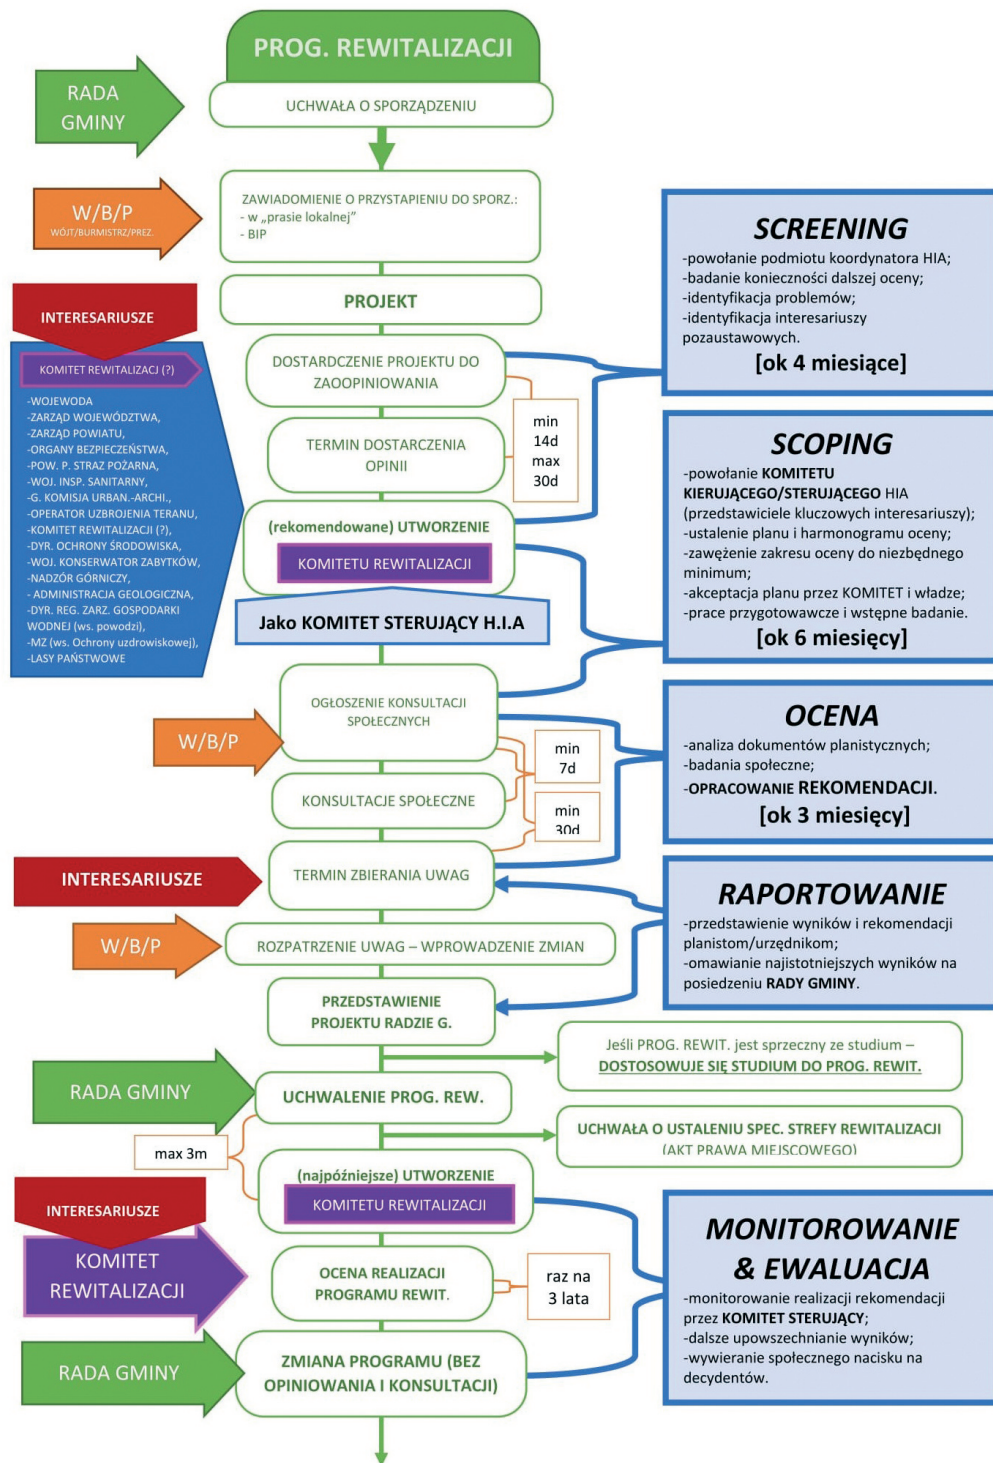 PROG. REWITALIZACJI
RADA
GMINY
UCHWAŁA O SPORZĄDZENIU
W/B/P
WÓJT/BURMISTRZ/PREZ.
ZAWIADOMIENIE O PRZYSTĄPIENIU DO SPORZ.:
- w „prasie lokalnej”
- BIP
PROJEKT
INTERESARIUSZE
KOMITET REWITALIZACJ (?)
-WOJEWODA
-ZARZĄD WOJEWÓDZTWA,
-ZARZĄD POWIATU,
-ORGANY BEZPIECZEŃSTWA,
-POW. P. STRAZ POŻARNA,
-WOJ. INSP. SANITARNY,
-G. KOMISJA URBAN.-ARCHI.,
-OPERATOR UZBROJENIA TERANU,
-KOMITET REWITALIZACJI (?),
-DYR. OCHRONY ŚRODOWISKA,
-WOJ. KONSERWATOR ZABYTKÓW,
-NADZÓR GÓRNICZY,
- ADMINISTRACJA GEOLOGICZNA,
-DYR. REG. ZARZ. GOSPODARKI
WODNEJ (ws. powodzi),
-MZ (ws. Ochrony uzdrowiskowej),
-LASY PAŃSTWOWE
DOSTARDCZENIE PROJEKTU DO
ZAOOPINIOWANIA
TERMIN DOSTARCZENIA
OPINII
min
14d
max
30d
(rekomendowane) UTWORZENIE
KOMITETU REWITALIZACJI
Jako KOMITET STERUJĄCY H.I.A
SCREENING
-powołanie podmiotu koordynatora HIA;
-badanie konieczności dalszej oceny;
-identyfikacja problemów;
-identyfikacja interesariuszy
pozaustawowych.
[ok 4 miesiące]
SCOPING
-powołanie KOMITETU
KIERUJĄCEGO/STERUJĄCEGO HIA
(przedstawiciele kluczowych interesariuszy);
-ustalenie planu i harmonogramu oceny;
-zawężenie zakresu oceny do niezbędnego
minimum;
-akceptacja planu przez KOMITET i władze;
-prace przygotowawcze i wstępne badanie.
[ok 6 miesięcy]
W/B/P
OGŁOSZENIE KONSULTACJI
SPOŁECZNYCH
min
7d
KONSULTACJE SPOŁECZNE
min
30d
OCENA
-analiza dokumentów planistycznych;
-badania społeczne;
-OPRACOWANIE REKOMENDACJI.
[ok 3 miesięcy]
INTERESARIUSZE
TERMIN ZBIERANIA UWAG
W/B/P
ROZPATRZENIE UWAG – WPROWADZENIE ZMIAN
PRZEDSTAWIENIE
PROJEKTU RADZIE G.
RAPORTOWANIE
-przedstawienie wyników i rekomendacji
planistom/urzędnikom;
-omawianie najistotniejszych wyników na
posiedzeniu RADY GMINY.
Jeśli PROG. REWIT. jest sprzeczny ze studium –
DOSTOSOWUJE SIĘ STUDIUM DO PROG. REWIT.
RADA GMINY
UCHWALENIE PROG. REW.
UCHWAŁA O USTALENIU SPEC. STREFY REWITALIZACJI
(AKT PRAWA MIEJSCOWEGO)
max 3m
(najpóźniejsze) UTWORZENIE
KOMITETU REWITALIZACJI
INTERESARIUSZE
KOMITET
REWITALIZACJI
OCENA REALIZACJI
PROGRAMU REWIT.
raz na
3 lata
RADA GMINY
ZMIANA PROGRAMU (BEZ
OPINIOWANIA I KONSULTACJI)
MONITOROWANIE
& EWALUACJA
-monitorowanie realizacji rekomendacji
przez KOMITET STERUJĄCY;
-dalsze upowszechnianie wyników;
-wywieranie społecznego nacisku na
decydentów.